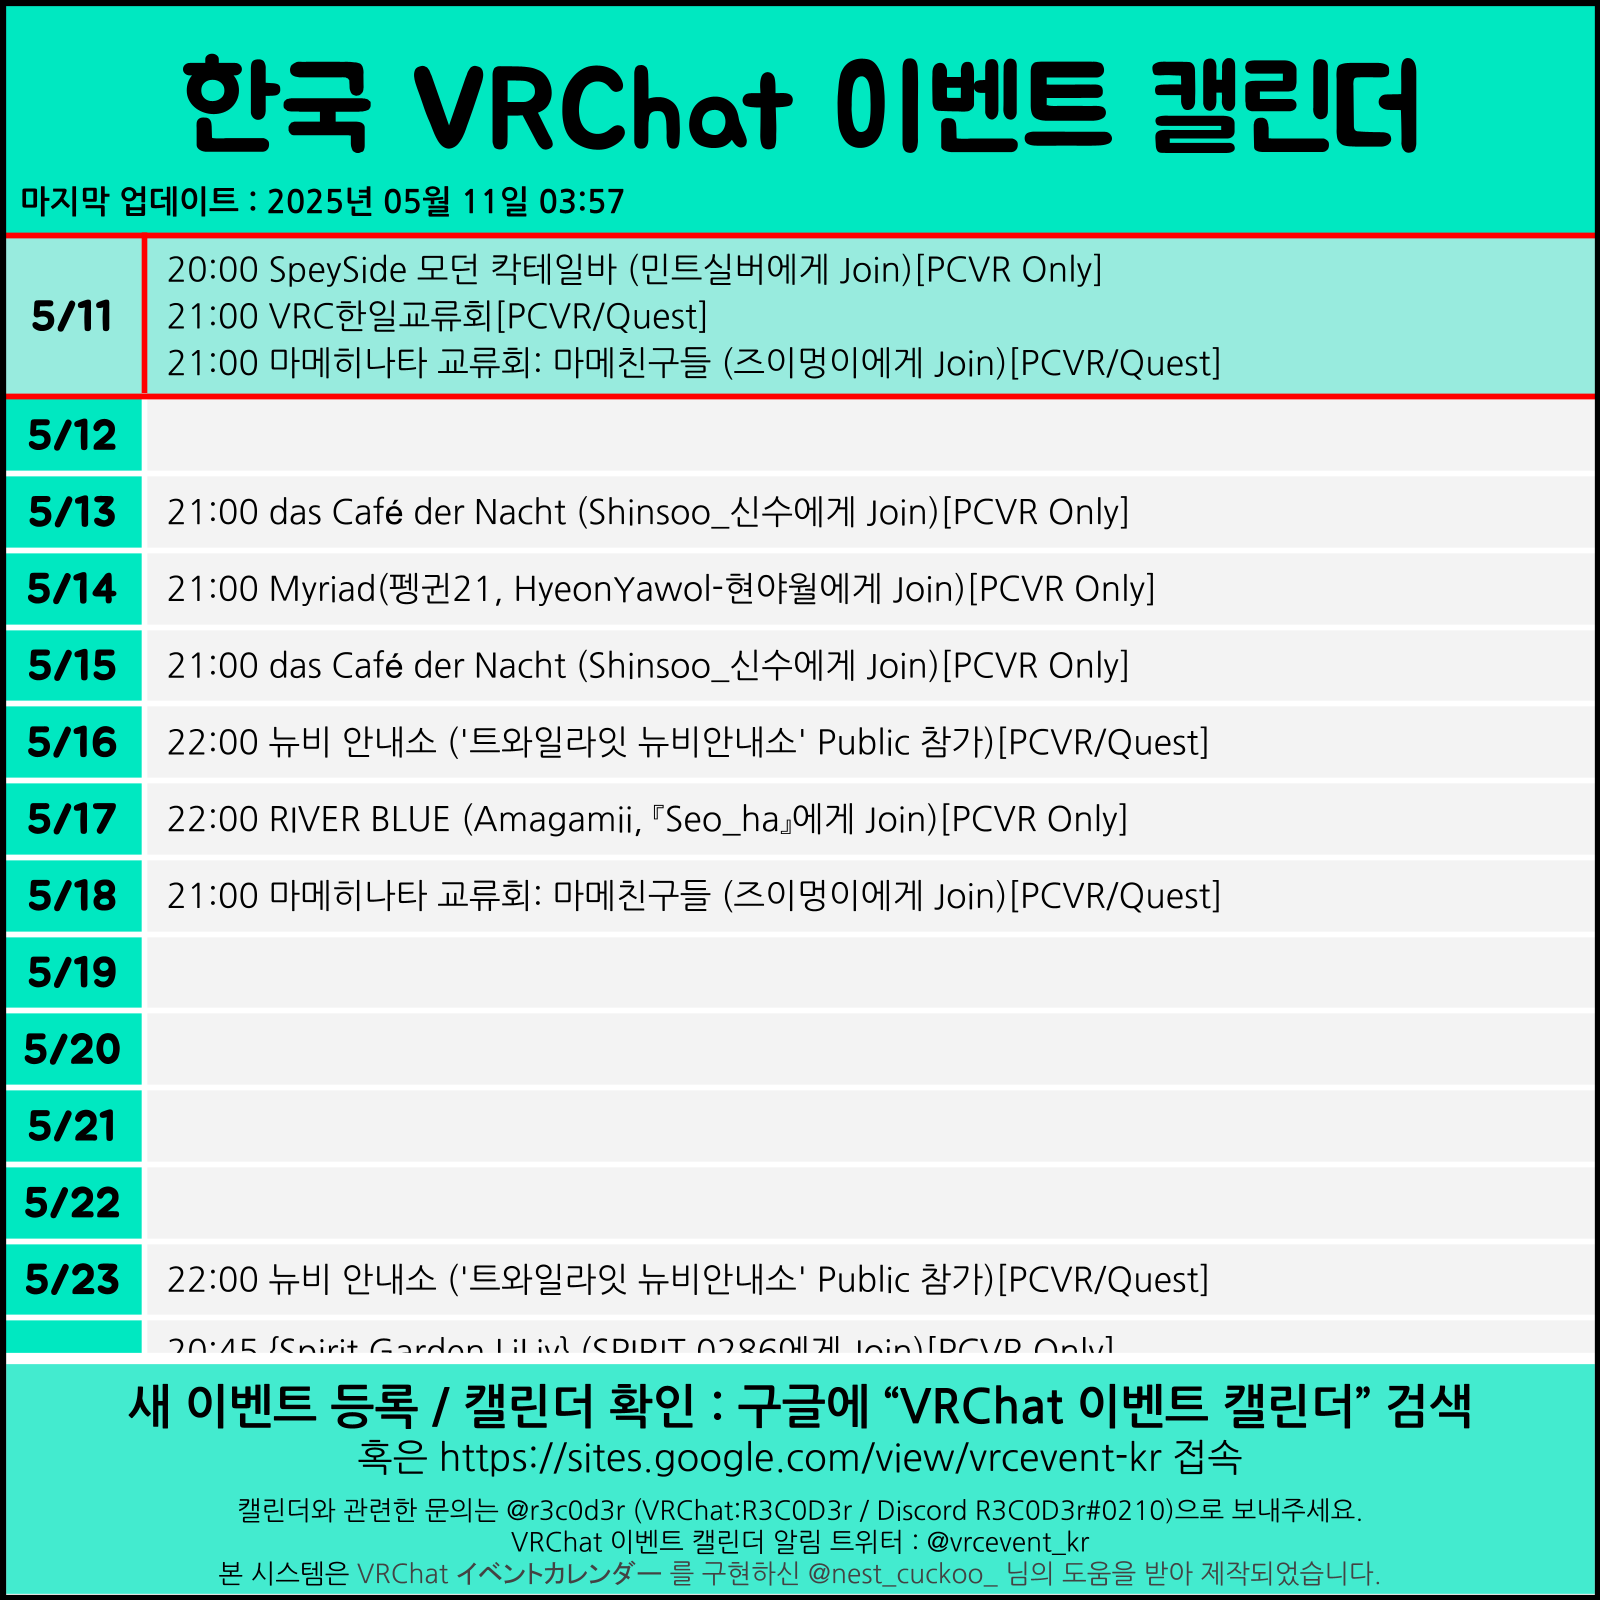 한국 VRChat 이벤트 캘린더
마지막 업데이트 : 2025년 05월 11일 03:57
5/11
20:00 SpeySide 모던 칵테일바 (민트실버에게 Join)[PCVR Only]
21:00 VRC한일교류회[PCVR/Quest]
21:00 마메히나타 교류회: 마메친구들 (즈이멍이에게 Join)[PCVR/Quest]
5/12
5/13
21:00 das Café der Nacht (Shinsoo_신수에게 Join)[PCVR Only]
5/14
21:00 Myriad(펭귄21, HyeonYawol-현야월에게 Join)[PCVR Only]
5/15
21:00 das Café der Nacht (Shinsoo_신수에게 Join)[PCVR Only]
5/16
22:00 뉴비 안내소 ('트와일라잇 뉴비안내소' Public 참가)[PCVR/Quest]
5/17
22:00 RIVER BLUE (Amagamii,『Seo_ha』에게 Join)[PCVR Only]
5/18
21:00 마메히나타 교류회: 마메친구들 (즈이멍이에게 Join)[PCVR/Quest]
5/19
5/20
5/21
5/22
5/23
22:00 뉴비 안내소 ('트와일라잇 뉴비안내소' Public 참가)[PCVR/Quest]
20:45 {Spirit Garden LiLiy} (SPIRIT 0286에게 Join)[PCVR Only]
새 이벤트 등록 / 캘린더 확인 : 구글에 “VRChat 이벤트 캘린더” 검색
혹은 https://sites.google.com/view/vrcevent-kr 접속
캘린더와 관련한 문의는 @r3c0d3r (VRChat:R3C0D3r / Discord R3C0D3r#0210)으로 보내주세요.
VRChat 이벤트 캘린더 알림 트위터 : @vrcevent_kr
본 시스템은 VRChat イベントカレンダー 를 구현하신 @nest_cuckoo_ 님의 도움을 받아 제작되었습니다.